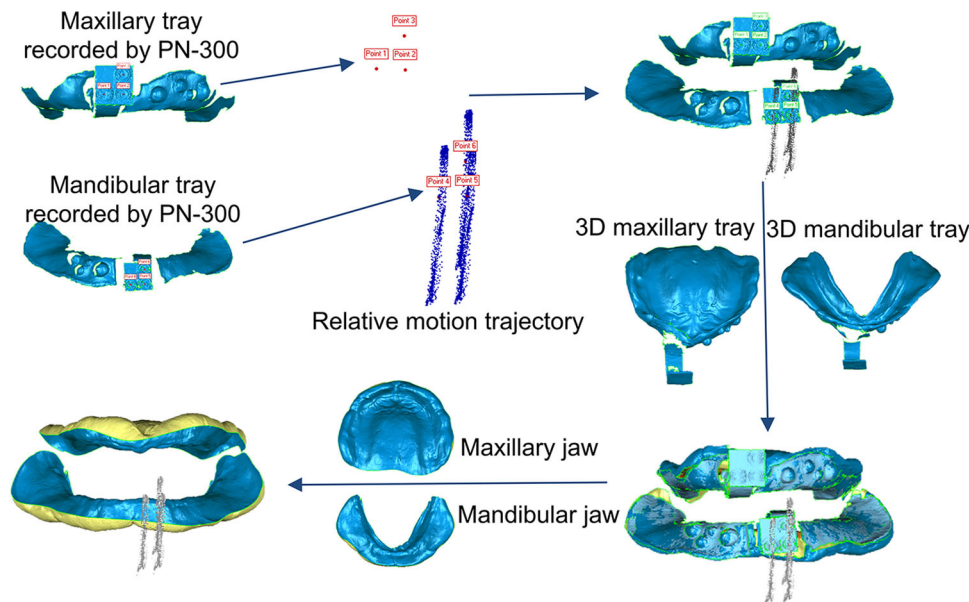 Maxillary tray
recorded by PN-300
Point 3
Point 1
Point 2
Mandibular tray
recorded by PN-300
Point 6
Point 4
Point 5
Relative motion trajectory
3D maxillary tray
3D mandibular tray
Maxillary jaw
Mandibular jaw